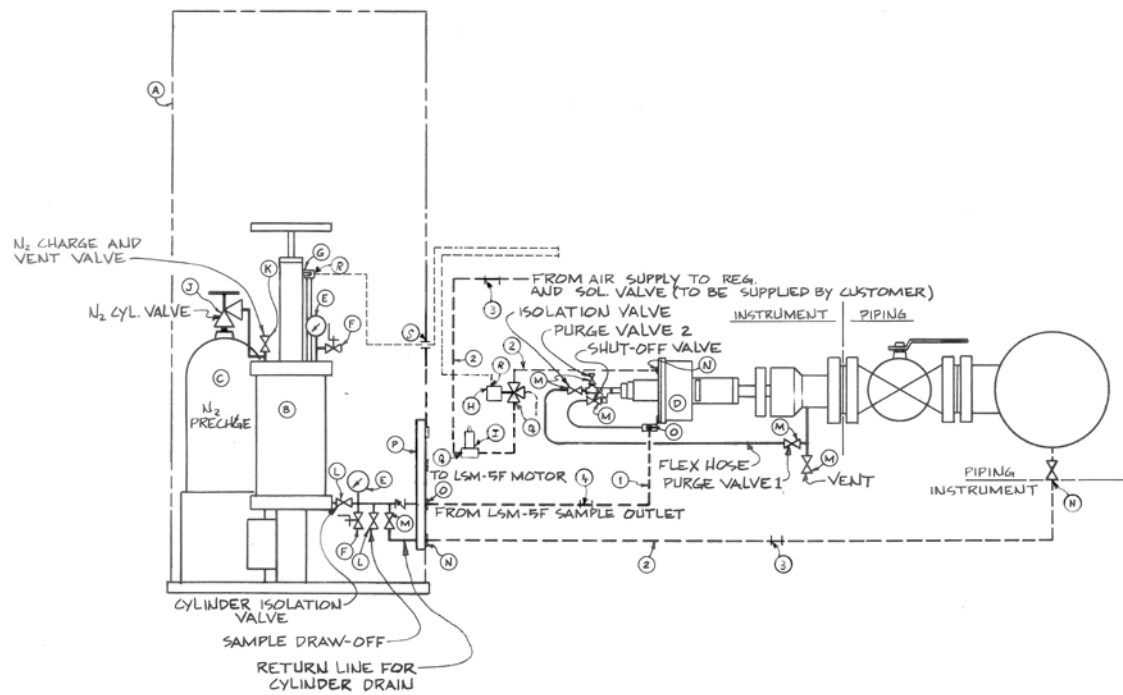 A
N₂ CHARGE AND
VENT VALVE
K
G
R
E
F
J
N₂ CYL. VALVE
S
C
N₂
PRECHGE
B
FROM AIR SUPPLY TO REG.
AND SOL. VALVE (TO BE SUPPLIED BY CUSTOMER)
3
ISOLATION VALVE
PURGE VALVE 2
SHUT-OFF VALVE
INSTRUMENT
PIPING
2
2
R
M
N
H
M
D
Q
I
Q
O
P
TO LSM-5F MOTOR
M
FLEX HOSE
PURGE VALVE 1
M
VENT
L
E
O
4
1
PIPING
INSTRUMENT
N
FROM LSM-5F SAMPLE OUTLET
M
F
L
N
2
3
CYLINDER ISOLATION
VALVE
SAMPLE DRAW-OFF
RETURN LINE FOR
CYLINDER DRAIN